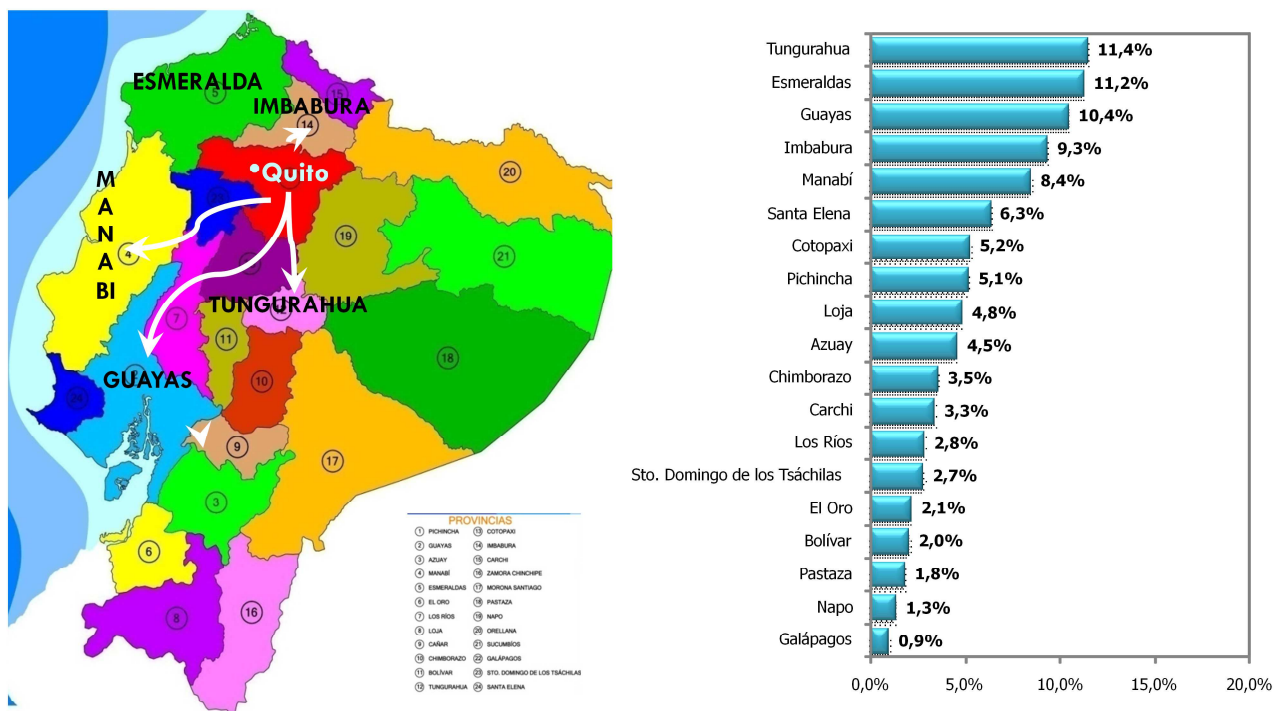 ESMERALDA
5
15
IMBABURA
14
•Quito
20
MANABI
4
19
21
TUNGURAHUA
7
11
18
10
GUAYAS
24
9
17
3
6
8
16
PROVINCIAS
1 PICHINCHA 13 COTOPAXI
2 GUAYAS 14 IMBABURA
3 AZUAY 15 CARCHI
4 MANABÍ 16 ZAMORA CHINCHIPE
5 ESMERALDAS 17 MORONA SANTIAGO
6 EL ORO 18 PASTAZA
7 LOS RÍOS 19 NAPO
8 LOJA 20 ORELLANA
9 CAÑAR 21 SUCUMBÍOS
10 CHIMBORAZO 22 GALÁPAGOS
11 BOLÍVAR 23 STO. DOMINGO DE LOS TSÁCHILAS
12 TUNGURAHUA 24 SANTA ELENA
Tungurahua 11,4%
Esmeraldas 11,2%
Guayas 10,4%
Imbabura 9,3%
Manabí 8,4%
Santa Elena 6,3%
Cotopaxi 5,2%
Pichincha 5,1%
Loja 4,8%
Azuay 4,5%
Chimborazo 3,5%
Carchi 3,3%
Los Ríos 2,8%
Sto. Domingo de los Tsáchilas 2,7%
El Oro 2,1%
Bolívar 2,0%
Pastaza 1,8%
Napo 1,3%
Galápagos 0,9%
0,0% 5,0% 10,0% 15,0% 20,0%